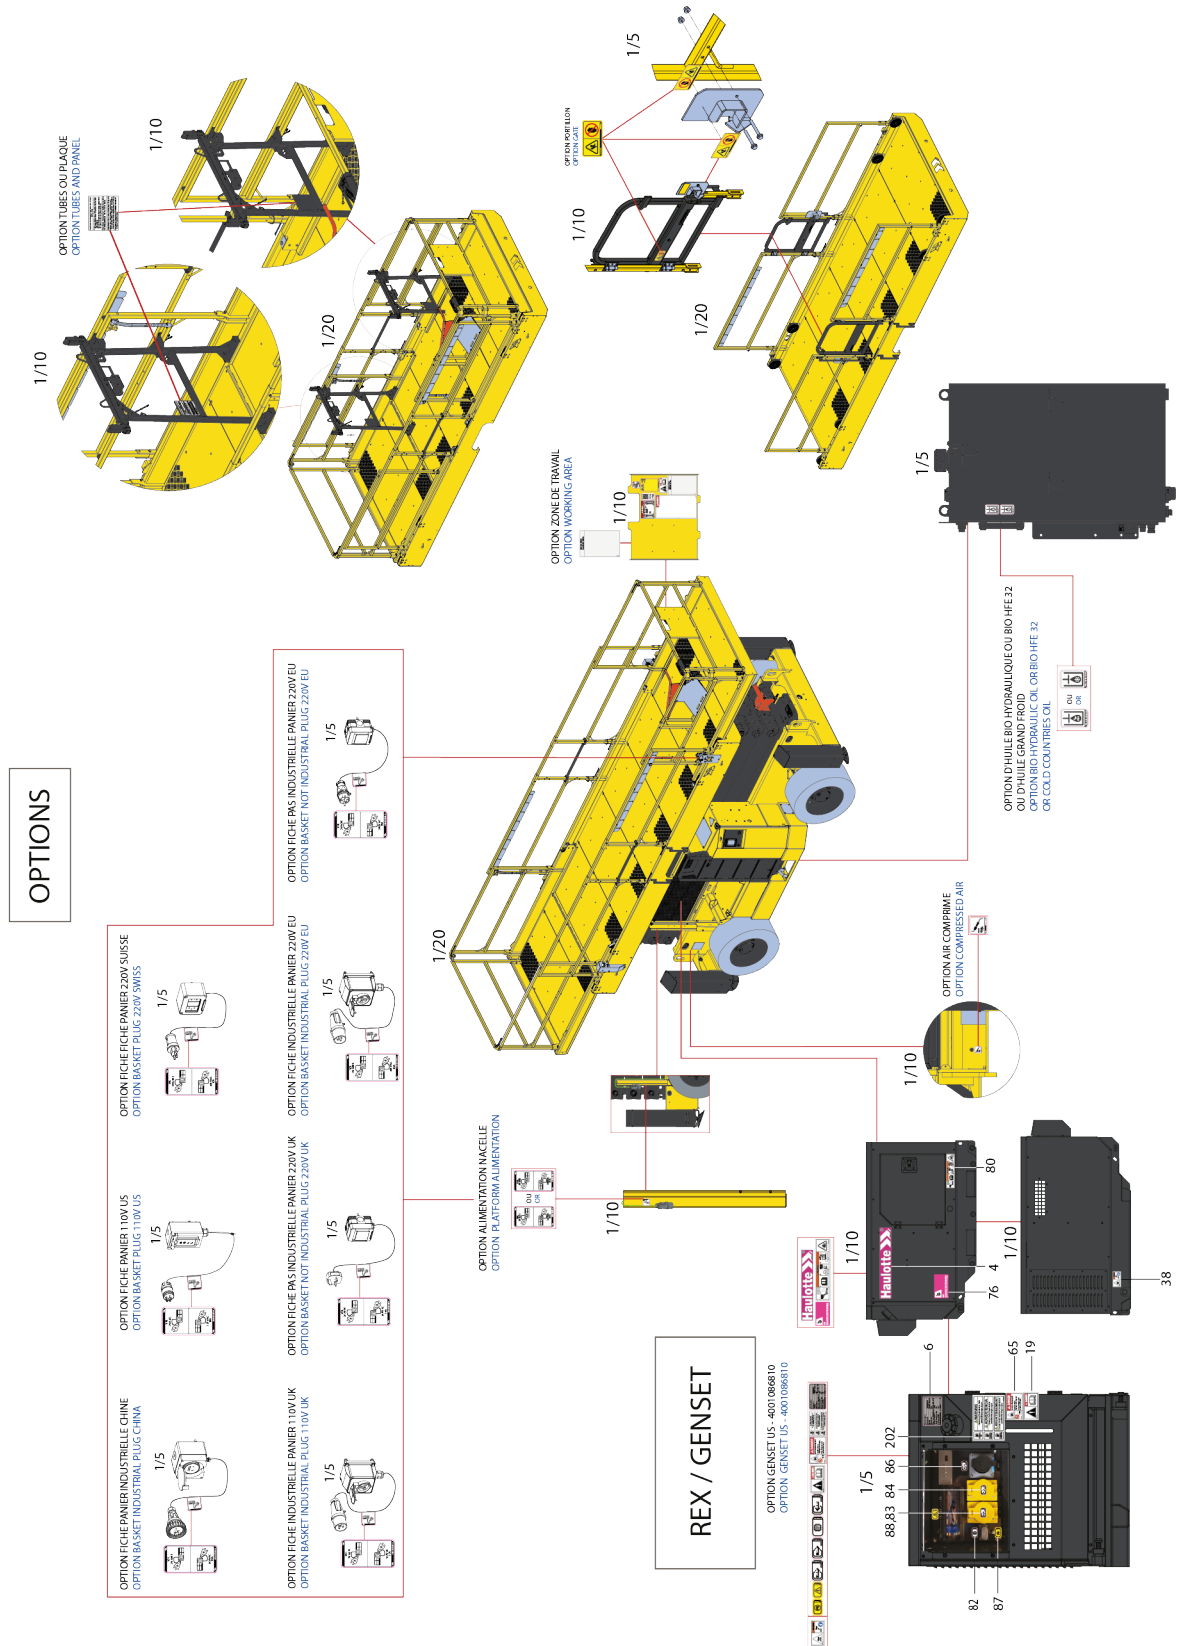 OPTIONS
OPTION TUBES OU PLAQUE
OPTION TUBES AND PANEL
1/10
1/10
1/20
OPTION PORTILLON
OPTION GATE
1/5
1/10
1/20
OPTION ZONE DE TRAVAIL
OPTION WORKING AREA
1/10
1/5
OPTION D'HUILE BIO HYDRAULIQUE OU BIO HFE 32
OU D'HUILE GRAND FROID
OPTION BIO HYDRAULIC OIL OR BIO HFE 32
OR COLD COUNTRIES OIL
OU
OR
OPTION FICHE PAS INDUSTRIELLE PANIER 220V EU
OPTION BASKET NOT INDUSTRIAL PLUG 220V EU
1/5
OPTION FICHE FICHE PANIER 220V SUISSE
OPTION BASKET PLUG 220V SWISS
1/5
OPTION FICHE INDUSTRIELLE PANIER 220V EU
OPTION BASKET INDUSTRIAL PLUG 220V EU
1/5
OPTION FICHE PANIER 110V US
OPTION BASKET PLUG 110V US
1/5
OPTION FICHE PAS INDUSTRIELLE PANIER 220V UK
OPTION BASKET NOT INDUSTRIAL PLUG 220V UK
1/5
OPTION FICHE PANIER INDUSTRIELLE CHINE
OPTION BASKET INDUSTRIAL PLUG CHINA
1/5
OPTION FICHE INDUSTRIELLE PANIER 110V UK
OPTION BASKET INDUSTRIAL PLUG 110V UK
1/5
1/20
OPTION AIR COMPRIME
OPTION COMPRESSED AIR
1/10
OPTION ALIMENTATION NACELLE
OPTION PLATFORM ALIMENTATION
OU
OR
1/10
REX / GENSET
OPTION GENSET US - 4001086810
OPTION GENSET US - 4001086810
Haulotte
1/10
Haulotte
80
4
76
1/10
38
1/5
6
65
19
202
86
84
88,83
82
87